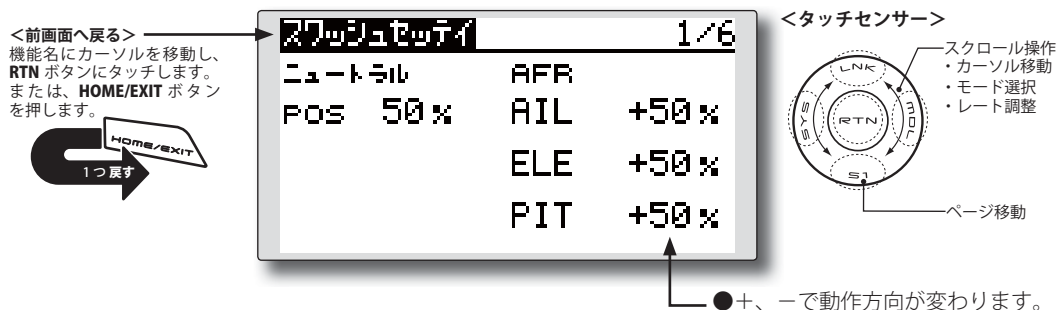 ＜前画面へ戻る＞
機能名にカーソルを移動し、
RTN ボタンにタッチします。
または、HOME/EXIT ボタン
を押します。
HOME/EXIT
1つ戻す
スワッシュセッティ 1/6
ニュートラル AFR
POS 50% AIL +50%
ELE +50%
PIT +50%
＜タッチセンサー＞
LNK
SYS
RTN
MDL
S1
スクロール操作
・カーソル移動
・モード選択
・レート調整
ページ移動
●＋、－で動作方向が変わります。